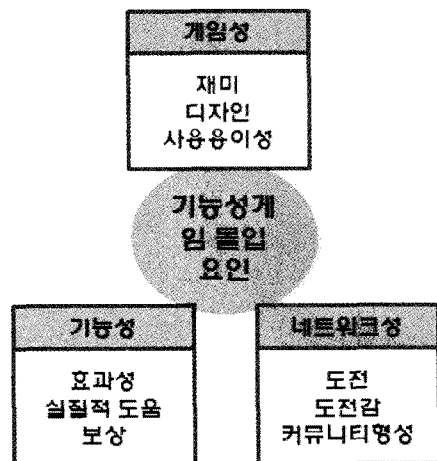 게임성
재미
디자인
사용용이성
기능성게
임 몰입
요인
기능성
효과성
실질적 도움
보상
네트워크성
도전
도전감
커뮤니티형성